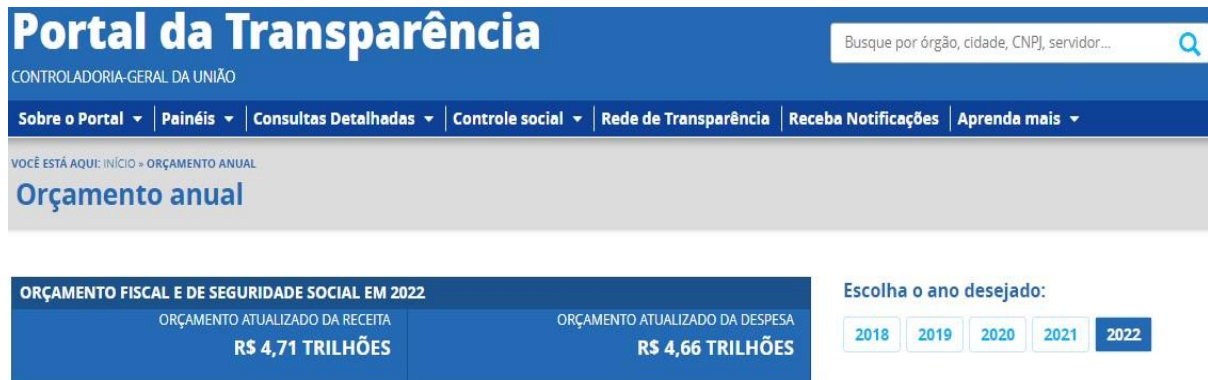 Portal da Transparência
Busque por órgão, cidade, CNPJ, servidor...
CONTROLADORIA-GERAL DA UNIÃO
Sobre o Portal Painéis Consultas Detalhadas Controle social Rede de Transparência Receba Notificações Aprenda mais
VOCÊ ESTÁ AQUI: INÍCIO » ORÇAMENTO ANUAL
Orçamento anual
ORÇAMENTO FISCAL E DE SEGURIDADE SOCIAL EM 2022
ORÇAMENTO ATUALIZADO DA RECEITA
R$ 4,71 TRILHÕES
ORÇAMENTO ATUALIZADO DA DESPESA
R$ 4,66 TRILHÕES
Escolha o ano desejado:
2018 2019 2020 2021 2022